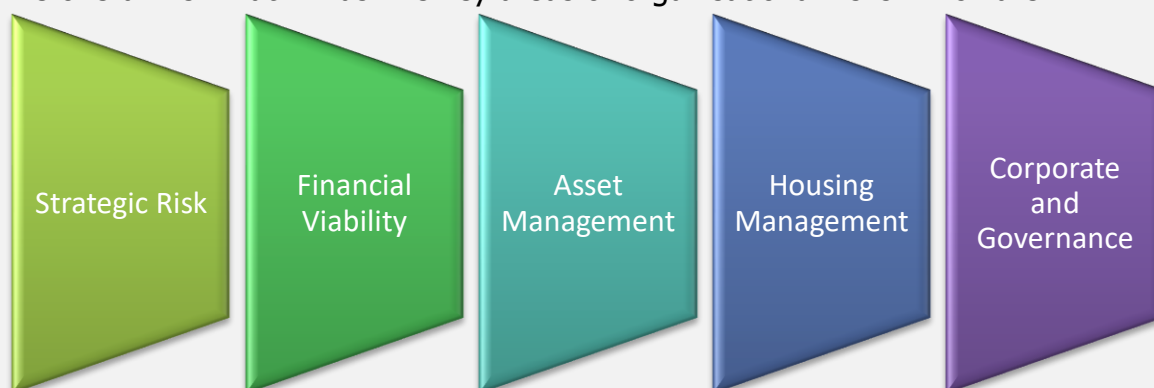 Strategic Risk
Financial
Viability
Asset
Management
Housing
Management
Corporate
and
Governance